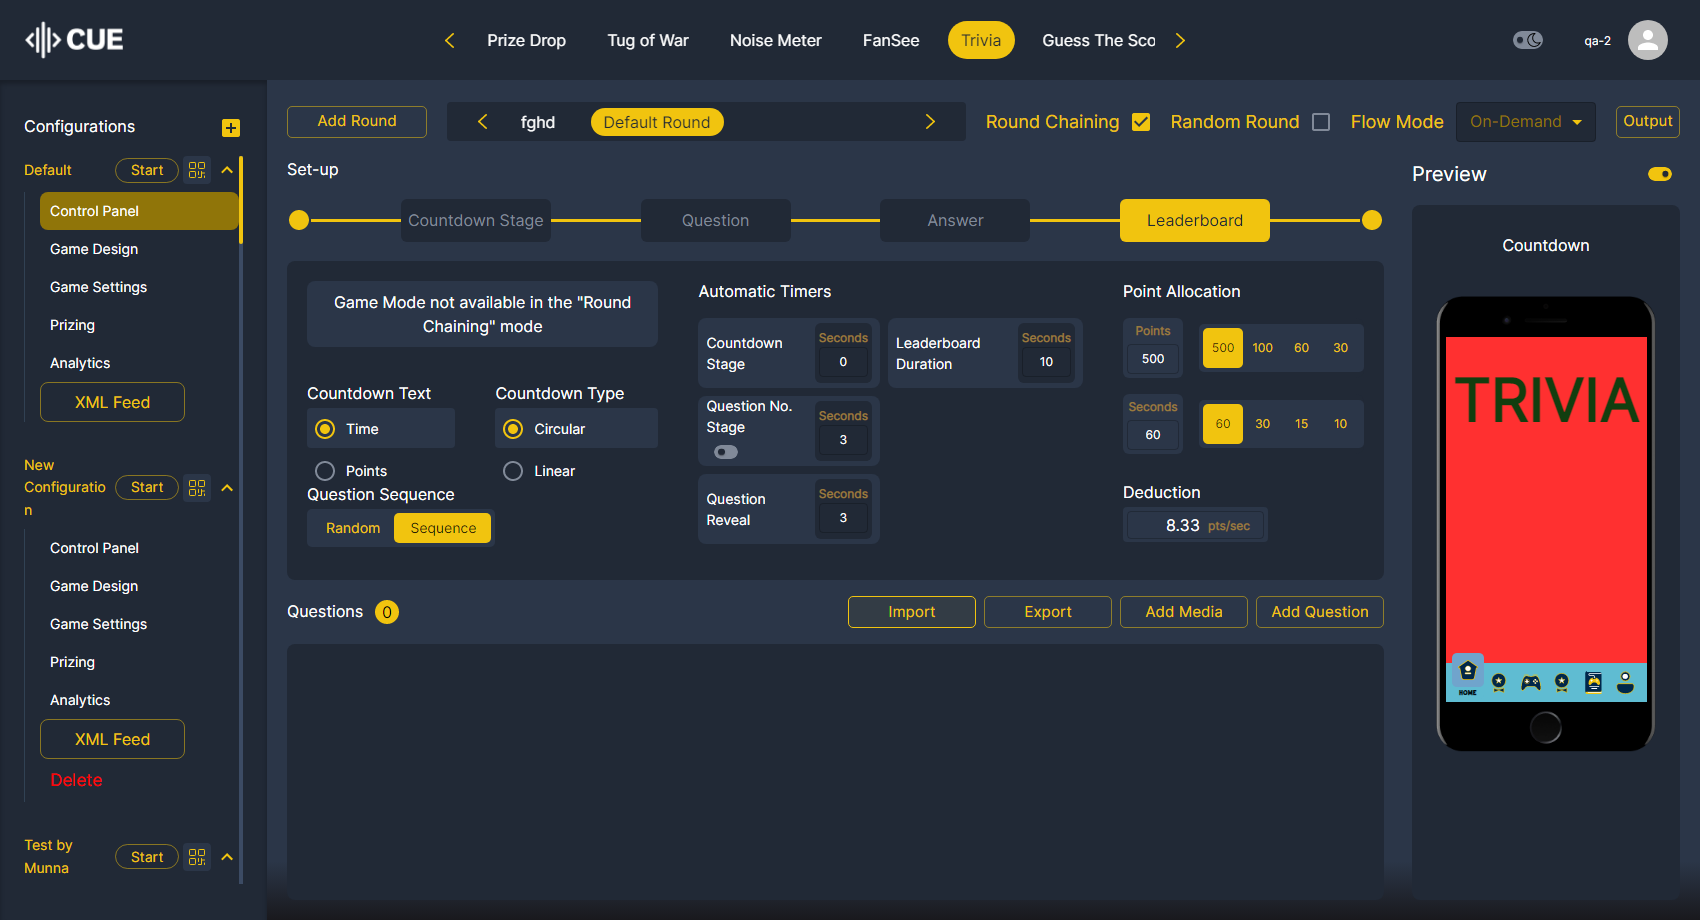 CUE
Prize Drop
Tug of War
Noise Meter
FanSee
Trivia
Guess The Sco
qa-2
Configurations
Default
Start
Control Panel
Game Design
Game Settings
Prizing
Analytics
XML Feed
New
Configuratio
n
Start
Control Panel
Game Design
Game Settings
Prizing
Analytics
XML Feed
Delete
Test by
Munna
Start
Add Round
fghd
Default Round
Round Chaining
Random Round
Flow Mode
On-Demand
Output
Set-up
Countdown Stage
Question
Answer
Leaderboard
Game Mode not available in the "Round
Chaining" mode
Countdown Text
Time
Points
Countdown Type
Circular
Linear
Question Sequence
Random
Sequence
Automatic Timers
Countdown
Stage
Seconds
0
Leaderboard
Duration
Seconds
10
Question No.
Stage
Seconds
3
Question
Reveal
Seconds
3
Point Allocation
Points
500
500
100
60
30
Seconds
60
60
30
15
10
Deduction
8.33 pts/sec
Questions
0
Import
Export
Add Media
Add Question
Preview
Countdown
TRIVIA
HOME